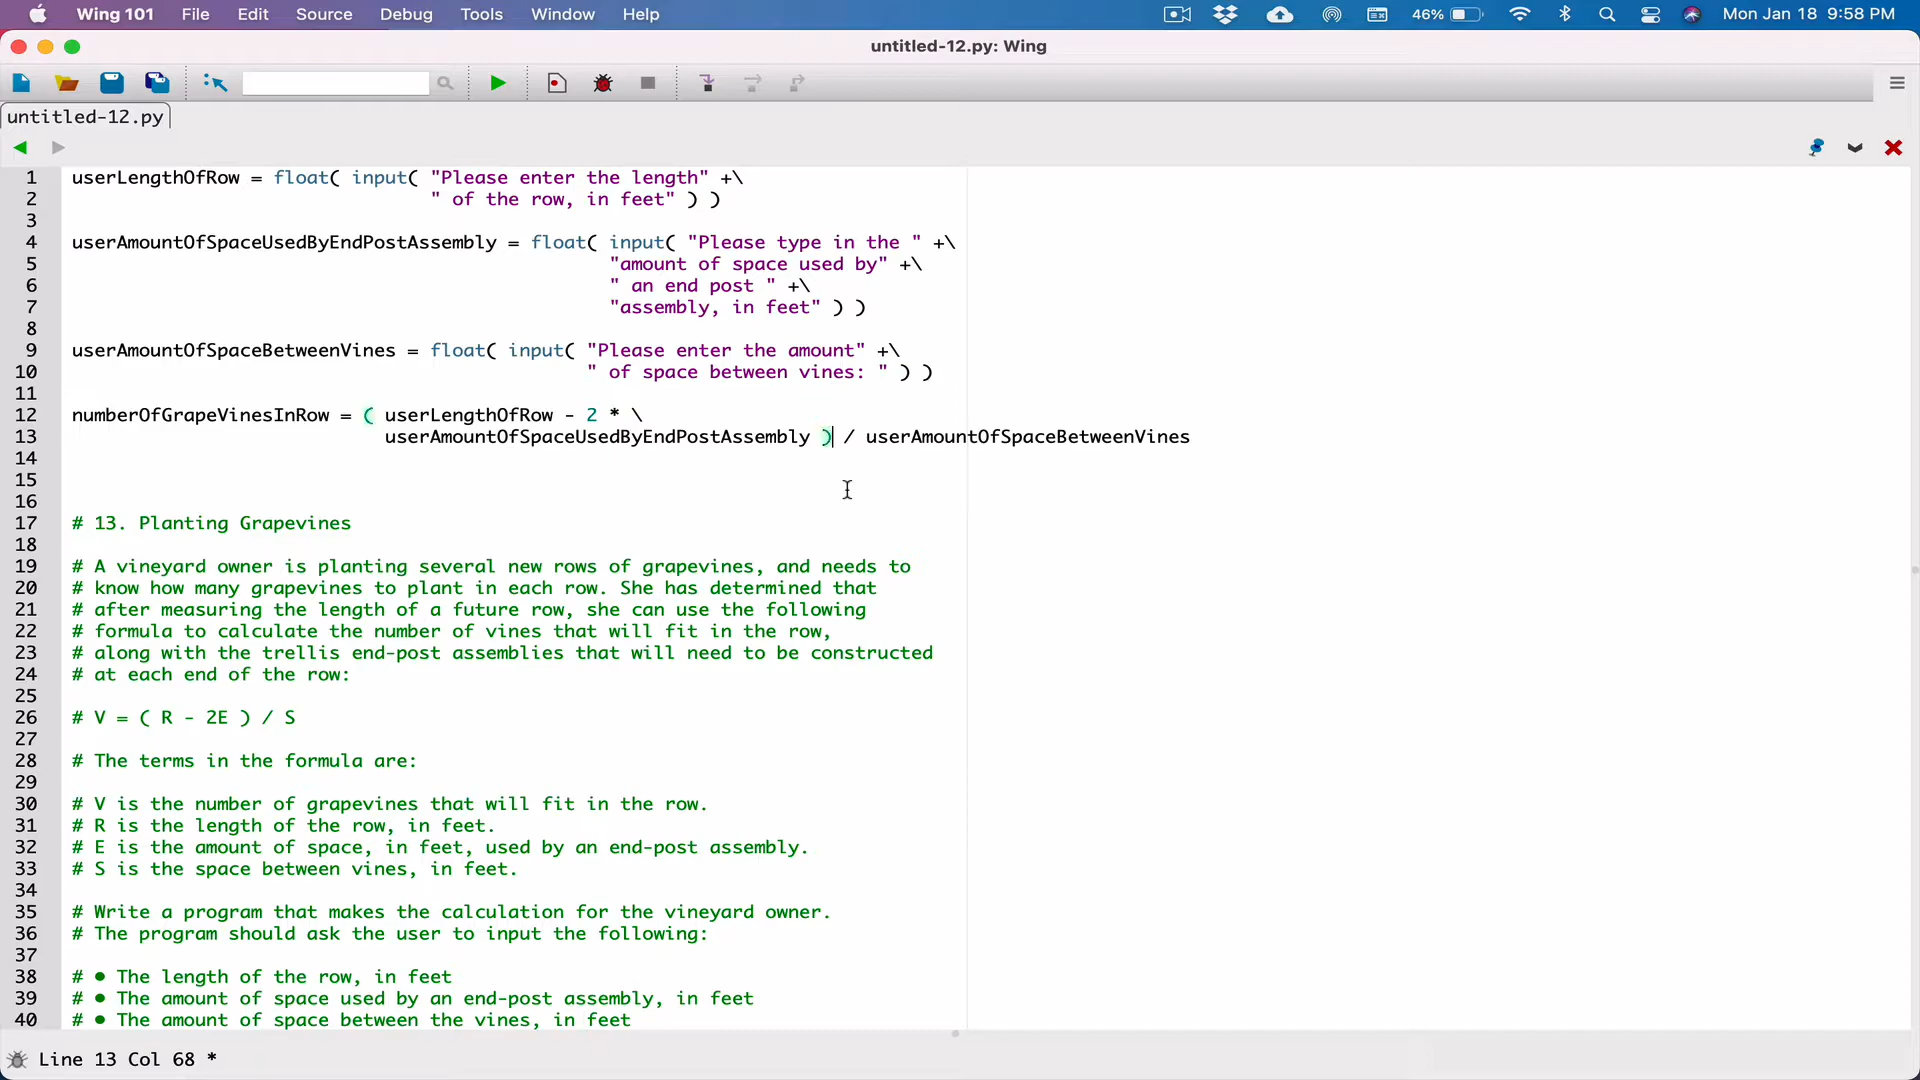 Wing 101 File Edit Source Debug Tools Window Help 46% Mon Jan 18 9:58 PM
untitled-12.py: Wing
untitled-12.py
1 userLengthOfRow = float( input( "Please enter the length" +\
2 " of the row, in feet" ) )
3
4 userAmountOfSpaceUsedByEndPostAssembly = float( input( "Please type in the " +\
5 "amount of space used by" +\
6 " an end post " +\
7 "assembly, in feet" ) )
8
9 userAmountOfSpaceBetweenVines = float( input( "Please enter the amount" +\
10 " of space between vines: " ) )
11
12 numberOfGrapeVinesInRow = ( userLengthOfRow - 2 * \
13 userAmountOfSpaceUsedByEndPostAssembly ) / userAmountOfSpaceBetweenVines
14
15
16
17 # 13. Planting Grapevines
18
19 # A vineyard owner is planting several new rows of grapevines, and needs to
20 # know how many grapevines to plant in each row. She has determined that
21 # after measuring the length of a future row, she can use the following
22 # formula to calculate the number of vines that will fit in the row,
23 # along with the trellis end-post assemblies that will need to be constructed
24 # at each end of the row:
25
26 # V = ( R - 2E ) / S
27
28 # The terms in the formula are:
29
30 # V is the number of grapevines that will fit in the row.
31 # R is the length of the row, in feet.
32 # E is the amount of space, in feet, used by an end-post assembly.
33 # S is the space between vines, in feet.
34
35 # Write a program that makes the calculation for the vineyard owner.
36 # The program should ask the user to input the following:
37
38 # ● The length of the row, in feet
39 # ● The amount of space used by an end-post assembly, in feet
40 # ● The amount of space between the vines, in feet
Line 13 Col 68 *